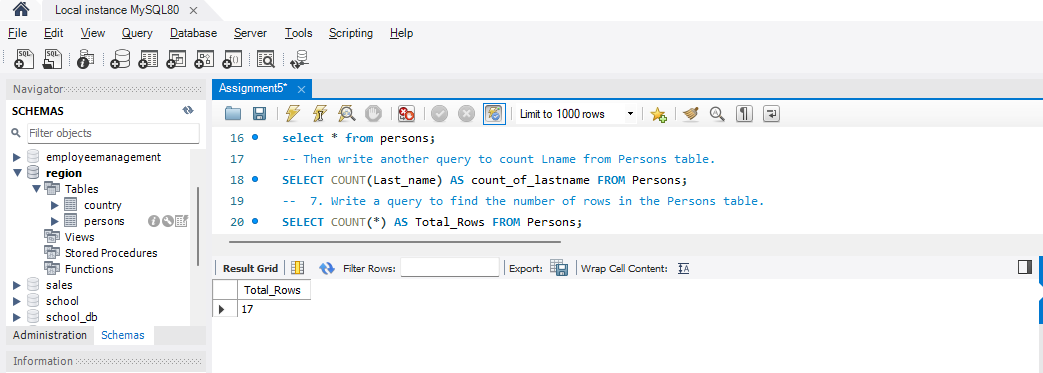 Local instance MySQL80
File Edit View Query Database Server Tools Scripting Help
Navigator
SCHEMAS
Filter objects
employeemanagement
region
Tables
country
persons
Views
Stored Procedures
Functions
sales
school
school_db
Administration Schemas
Information
Assignment5*
Limit to 1000 rows
16 select * from persons;
17 -- Then write another query to count Lname from Persons table.
18 SELECT COUNT(Last_name) AS count_of_lastname FROM Persons;
19 --  7. Write a query to find the number of rows in the Persons table.
20 SELECT COUNT(*) AS Total_Rows FROM Persons;
Result Grid Filter Rows: Export: Wrap Cell Content:
Total_Rows
17